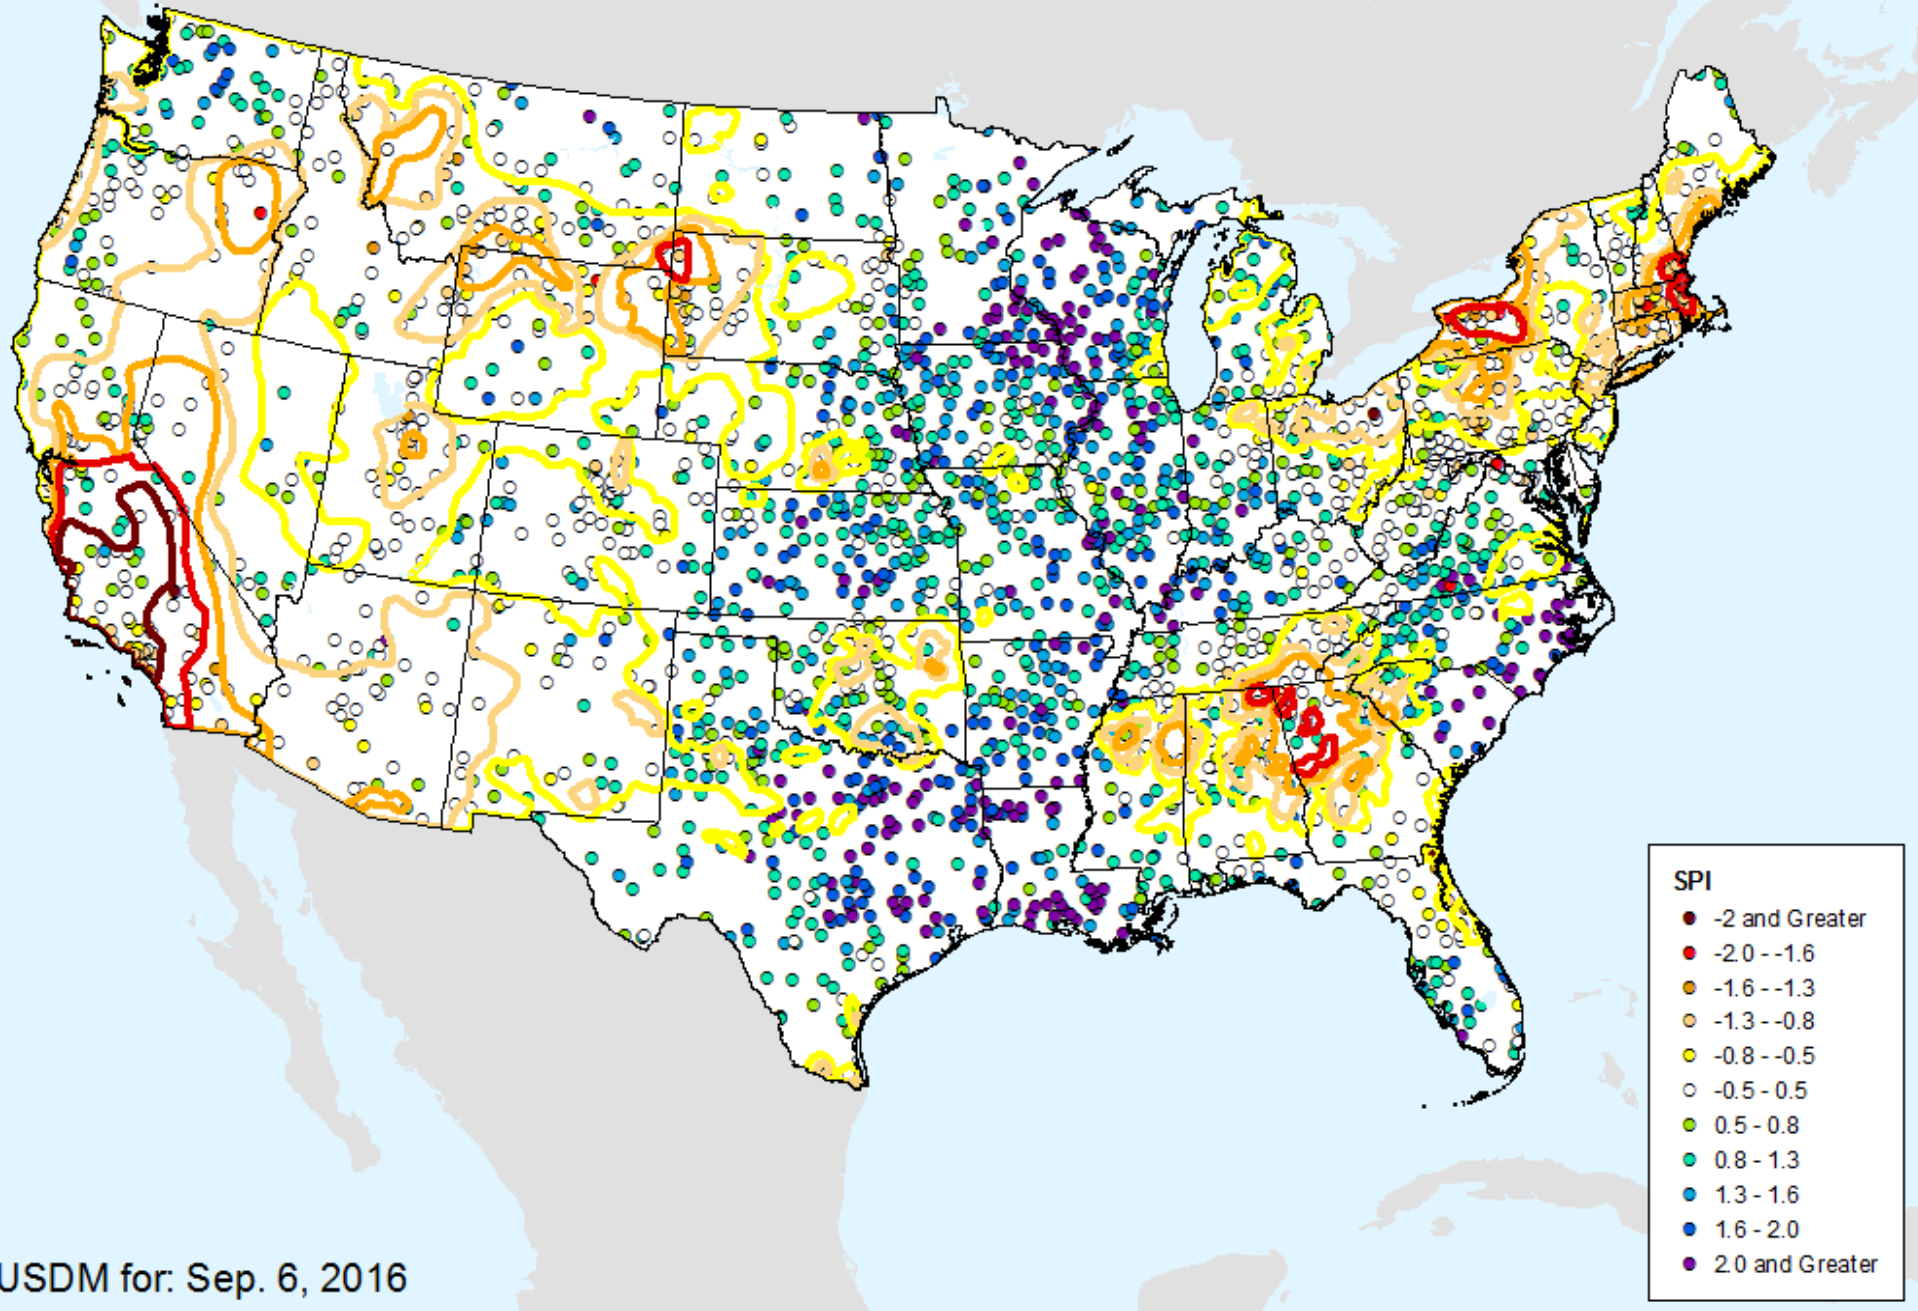 SPI
-2 and Greater
-2.0 - -1.6
-1.6 - -1.3
-1.3 - -0.8
-0.8 - -0.5
-0.5 - 0.5
0.5 - 0.8
0.8 - 1.3
1.3 - 1.6
1.6 - 2.0
2.0 and Greater
USDM for: Sep. 6, 2016